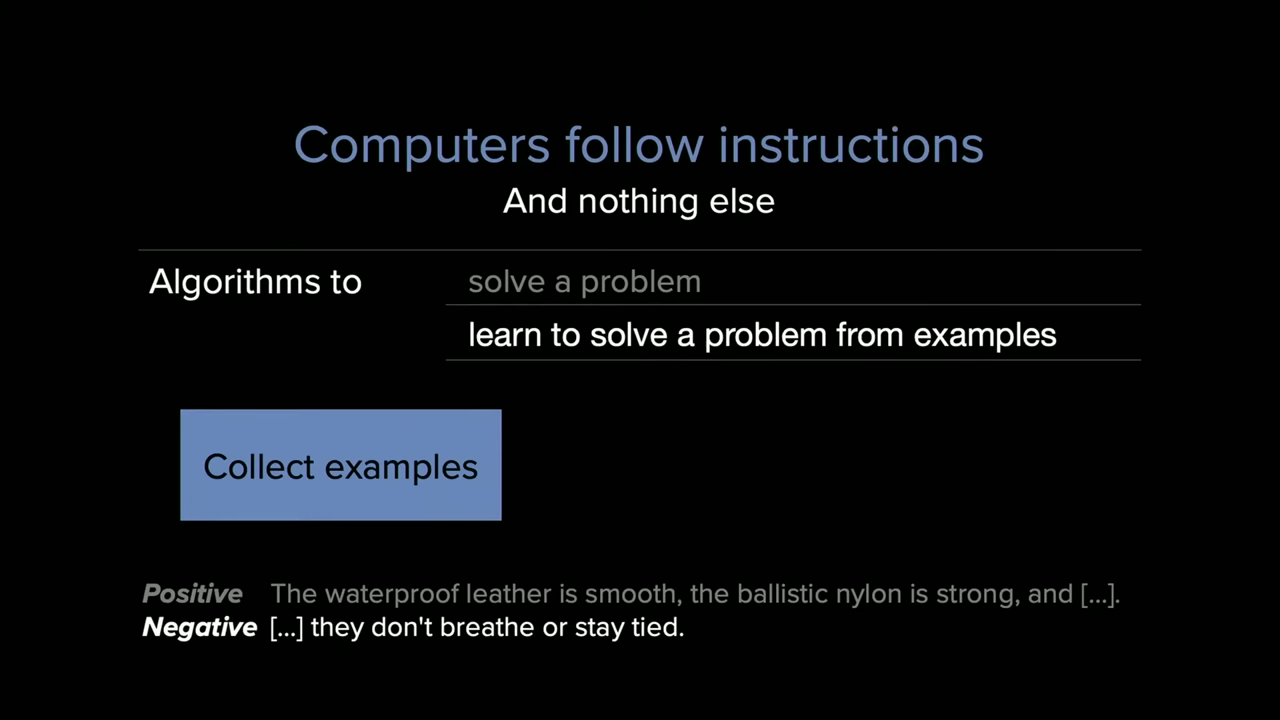 Computers follow instructions
And nothing else
Algorithms to solve a problem
learn to solve a problem from examples
Collect examples
Positive The waterproof leather is smooth, the ballistic nylon is strong, and [...].
Negative [...] they don't breathe or stay tied.